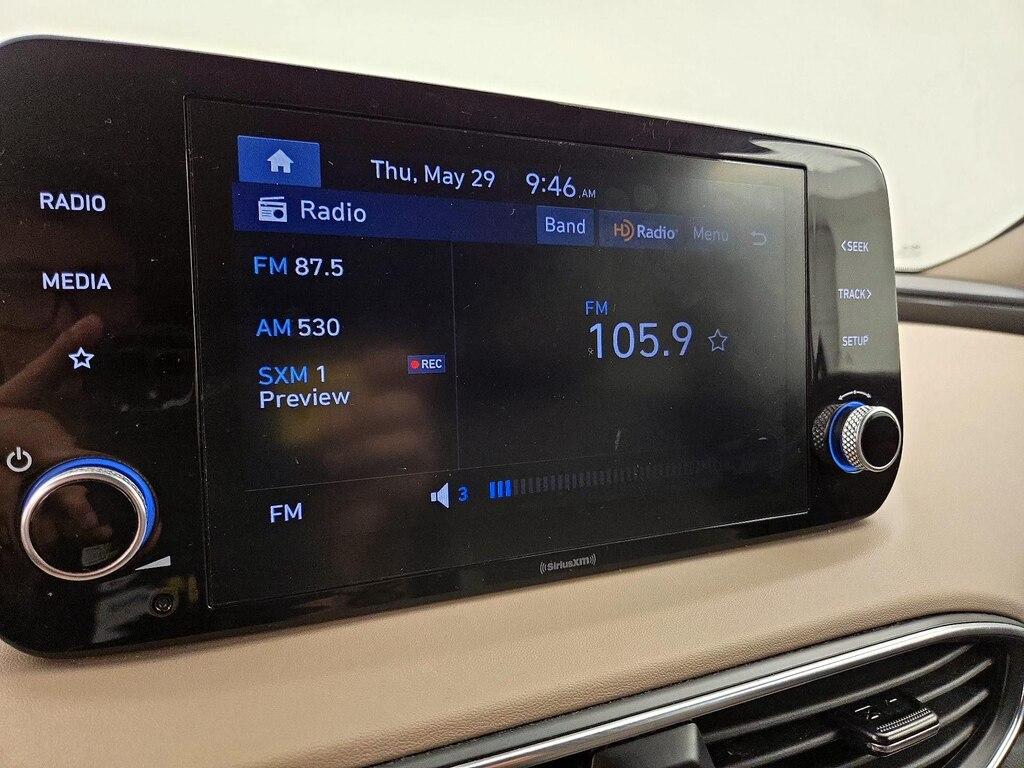 RADIO
MEDIA
Thu, May 29 9:46 AM
Radio
Band HD Radio Menu
FM 87.5
AM 530
SXM 1
Preview
REC
FM
105.9
FM
3
SiriusXM
<SEEK
TRACK>
SETUP